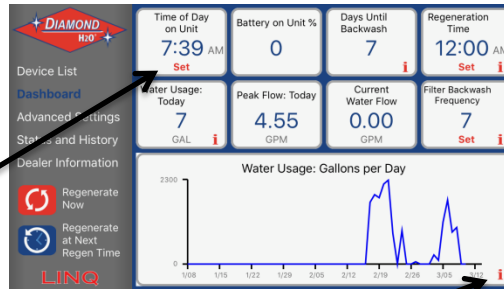 DIAMOND
H2O
Device List
Dashboard
Advanced Settings
Status and History
Dealer Information
Regenerate
Now
Regenerate
at Next
Regen Time
LINQ
Time of Day
on Unit
7:39 AM
Set
Battery on Unit %
0
Days Until
Backwash
7
i
Regeneration
Time
12:00 AM
Set i
Water Usage:
Today
7
GAL i
Peak Flow: Today
4.55
GPM
Current
Water Flow
0.00
GPM
Filter Backwash
Frequency
7
Set i
Water Usage: Gallons per Day
2300
0
1/08 1/15 1/22 1/29 2/05 2/12 2/19 2/26 3/05 3/12
i